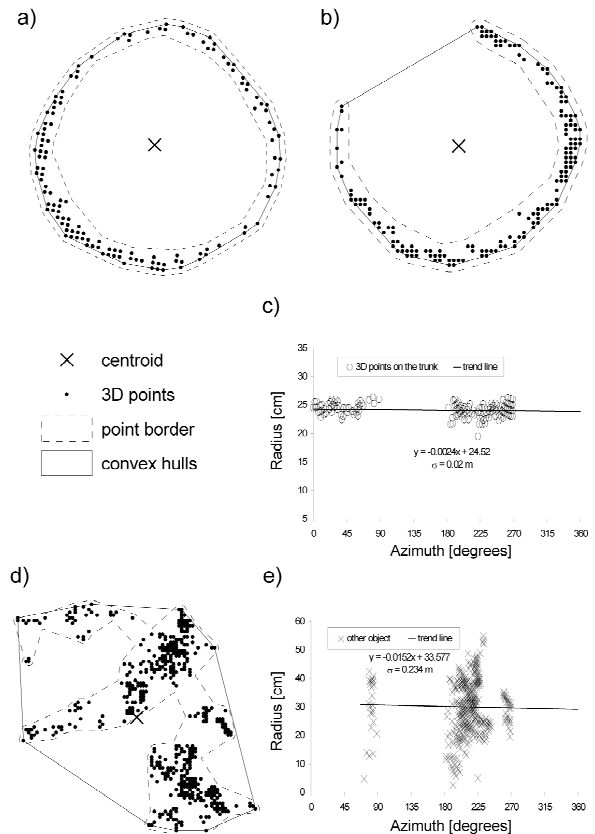 a)
b)
c)
centroid
3D points
point border
convex hulls
35
30
25
20
15
10
5
Radius [cm]
3D points on the trunk
trend line
y = -0.0024x + 24.52
σ = 0.02 m
0 45 90 135 180 225 270 315 360
Azimuth [degrees]
d)
e)
60
50
40
30
20
10
0
Radius [cm]
other object
trend line
y = -0.0152x + 33.577
σ = 0.234 m
0 45 90 135 180 225 270 315 360
Azimuth [degrees]